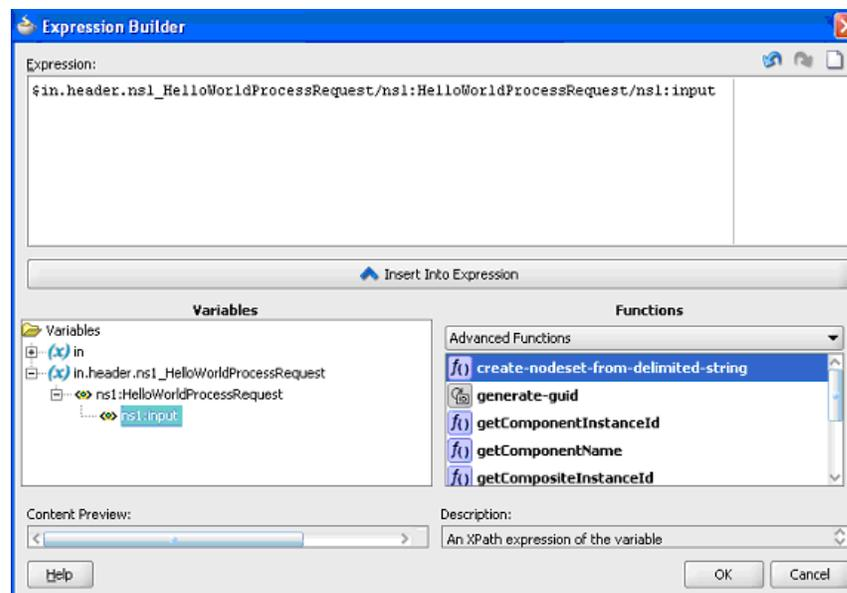 Expression Builder
Expression:
$in.header.ns1_HelloWorldProcessRequest/ns1:HelloWorldProcessRequest/ns1:input
Insert Into Expression
Variables
Variables
(x) in
(x) in.header.ns1_HelloWorldProcessRequest
ns1:HelloWorldProcessRequest
ns1:input
Functions
Advanced Functions
f() create-nodeset-from-delimited-string
generate-guid
f() getComponentInstanceId
f() getComponentName
f() getCompositeInstanceId
Content Preview:
Description:
An XPath expression of the variable
Help
OK
Cancel